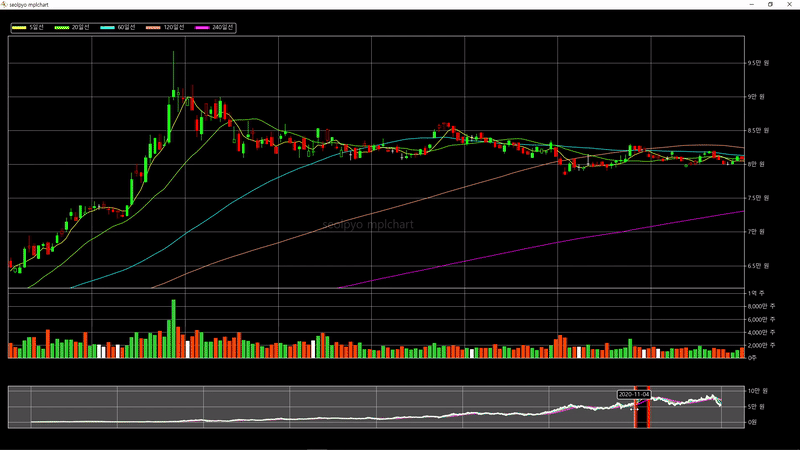 seolpyo mplchart
5일선 20일선 60일선 120일선 240일선
9.5만 원
9만 원
8.5만 원
8만 원
7.5만 원
7만 원
6.5만 원
seolpyo mplchart
1억 주
8,000만 주
6,000만 주
4,000만 주
2,000만 주
0주
10만 원
5만 원
0원
2020-11-04